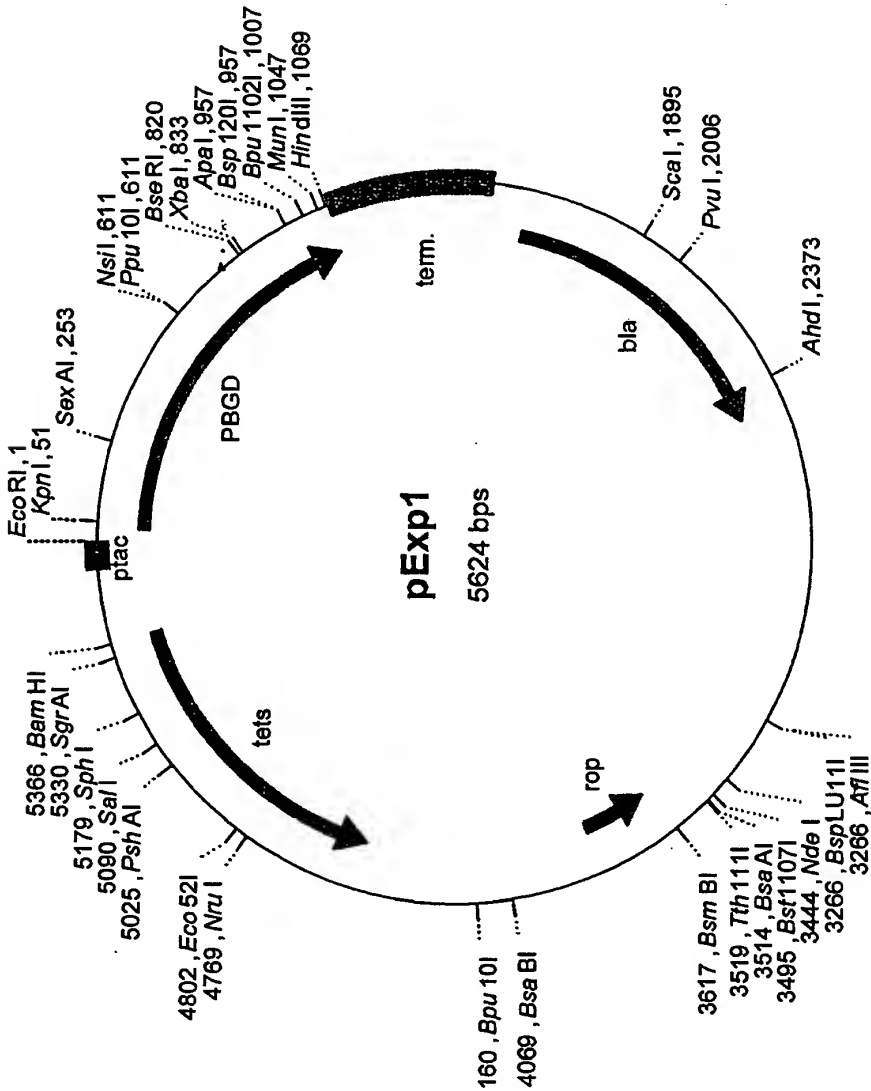 EcoRI, 1
KpnI, 51
SexAI, 253
NsiI, 611
Ppu10I, 611
BseRI, 820
XbaI, 833
ApaI, 957
Bsp120I, 957
Bpu1102I, 1007
MunI, 1047
HindIII, 1069
ScaI, 1895
PvuI, 2006
AhdI, 2373
ptac
PBGD
term.
bla
pExp1
5624 bps
tets
rop
5366, BamHI
5330, SgrAI
5179, SphI
5090, SalI
5025, PshAI
4802, Eco52I
4769, NruI
160, Bpu10I
4069, BsaBI
3617, BsmBI
3519, Tth111I
3514, BsaAI
3495, Bst1107I
3444, NdeI
3266, BspLU11I
3266, AflIII